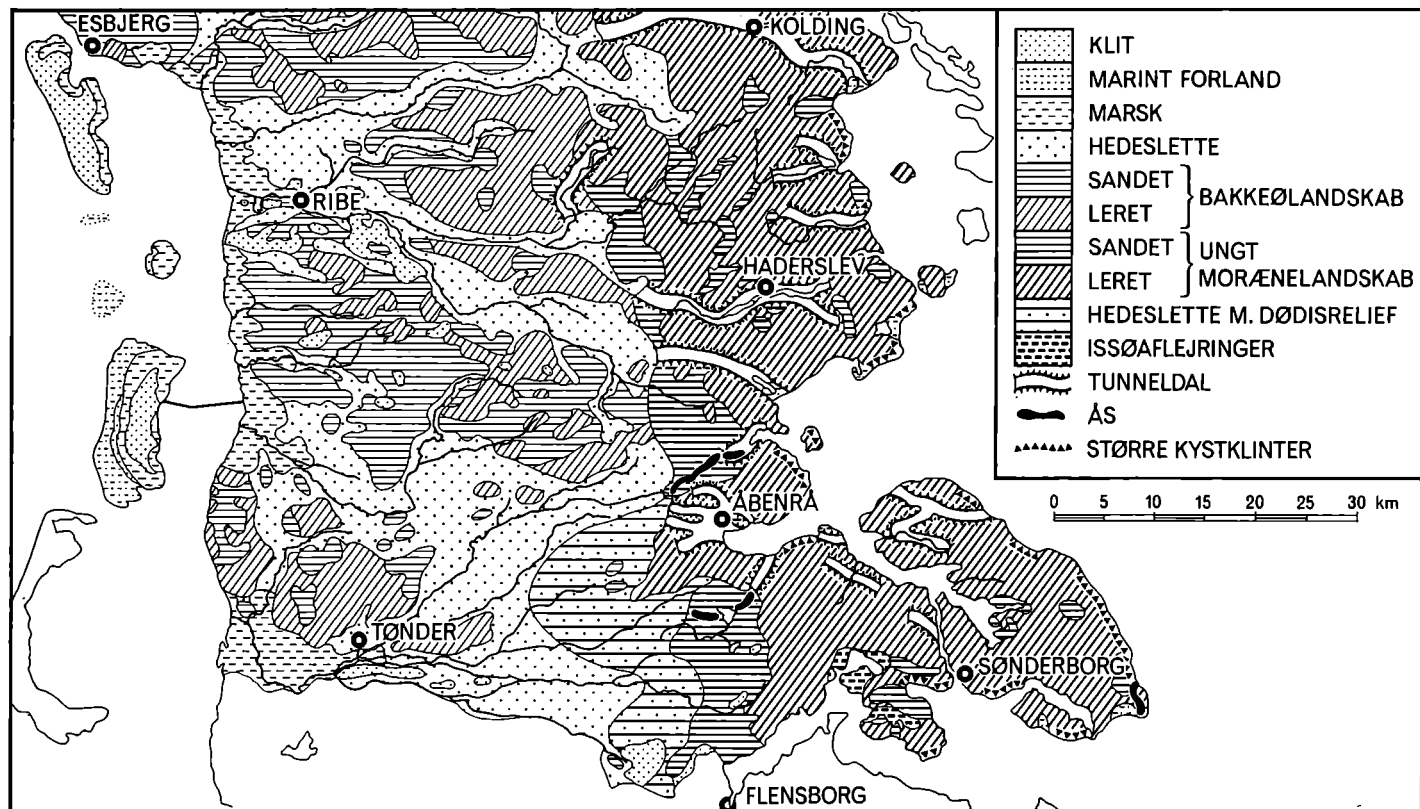 ESBJERG
KOLDING
RIBE
HADERSLEV
ÅBENRÅ
TØNDER
SØNDERBORG
FLENSBORG
KLIT
MARINT FORLAND
MARSK
HEDESLETTE
SANDET
LERET
BAKKEØLANDSKAB
SANDET
LERET
UNGT
MORÆNELANDSKAB
HEDESLETTE M. DØDISRELIEF
ISSØAFLEJRINGER
TUNNELDAL
ÅS
STØRRE KYSTKLINTER
0 5 10 15 20 25 30 km